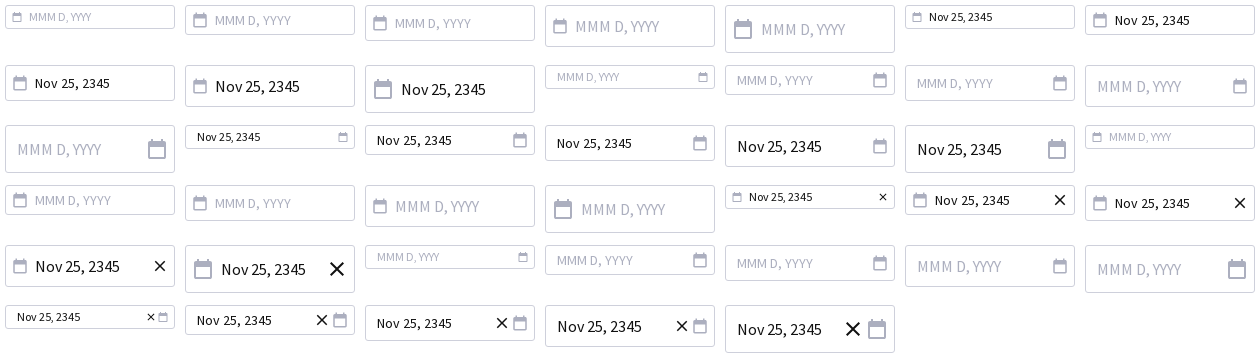 MMM D, YYYY MMM D, YYYY MMM D, YYYY MMM D, YYYY MMM D, YYYY Nov 25, 2345 Nov 25, 2345
Nov 25, 2345 Nov 25, 2345 Nov 25, 2345 MMM D, YYYY MMM D, YYYY MMM D, YYYY MMM D, YYYY
MMM D, YYYY Nov 25, 2345 Nov 25, 2345 Nov 25, 2345 Nov 25, 2345 Nov 25, 2345 MMM D, YYYY
MMM D, YYYY MMM D, YYYY MMM D, YYYY MMM D, YYYY Nov 25, 2345 Nov 25, 2345 Nov 25, 2345
Nov 25, 2345 Nov 25, 2345 MMM D, YYYY MMM D, YYYY MMM D, YYYY MMM D, YYYY MMM D, YYYY
Nov 25, 2345 Nov 25, 2345 Nov 25, 2345 Nov 25, 2345 Nov 25, 2345